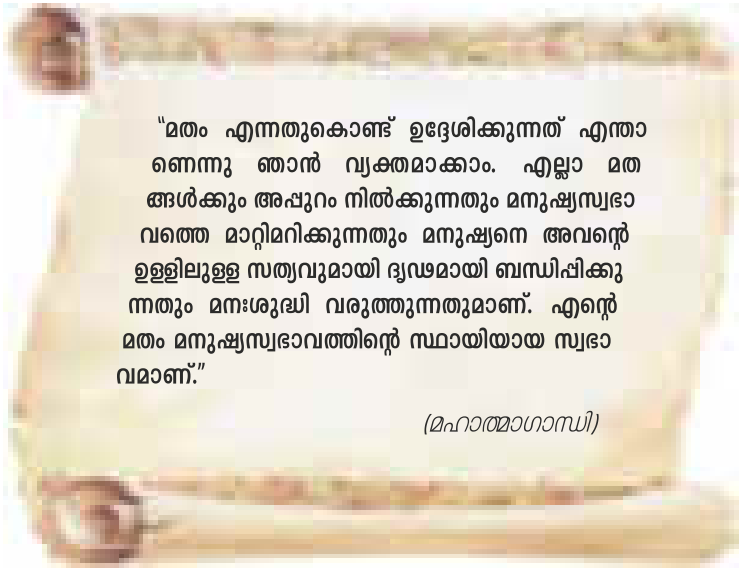 “മതം എന്നതുകൊണ്ട് ഉദ്ദേശിക്കുന്നത് എന്താ
ണെന്നു ഞാൻ വ്യക്തമാക്കാം. എല്ലാ മത
ങ്ങൾക്കും അപ്പുറം നിൽക്കുന്നതും മനുഷ്യസ്വഭാ
വത്തെ മാറ്റിമറിക്കുന്നതും മനുഷ്യനെ അവന്റെ
ഉള്ളിലുള്ള സത്യവുമായി ദൃഢമായി ബന്ധിപ്പിക്കു
ന്നതും മനഃശുദ്ധി വരുത്തുന്നതുമാണ്. എന്റെ
മതം മനുഷ്യസ്വഭാവത്തിന്റെ സ്ഥായിയായ സ്വഭാ
വമാണ്.”
(മഹാത്മാഗാന്ധി)